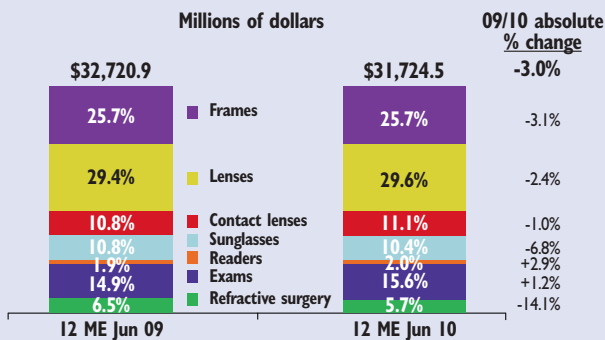 Millions of dollars
09/10 absolute
% change
$32,720.9
$31,724.5
-3.0%
25.7%
Frames
25.7%
-3.1%
29.4%
Lenses
29.6%
-2.4%
10.8%
Contact lenses
11.1%
-1.0%
10.8%
Sunglasses
10.4%
-6.8%
1.9%
Readers
2.0%
+2.9%
14.9%
Exams
15.6%
+1.2%
6.5%
Refractive surgery
5.7%
-14.1%
12 ME Jun 09
12 ME Jun 10